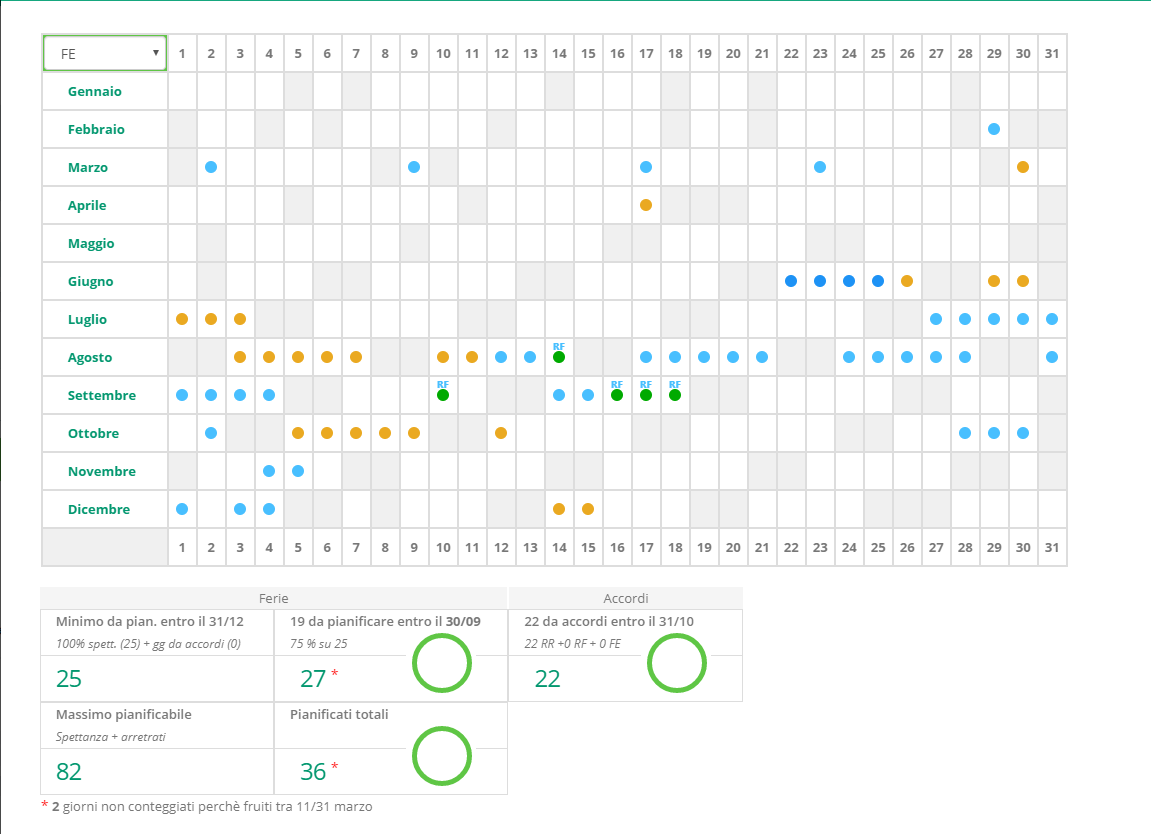 FE 1 2 3 4 5 6 7 8 9 10 11 12 13 14 15 16 17 18 19 20 21 22 23 24 25 26 27 28 29 30 31
Gennaio
Febbraio
Marzo
Aprile
Maggio
Giugno
Luglio
Agosto RF
Settembre RF RF RF RF
Ottobre
Novembre
Dicembre
1 2 3 4 5 6 7 8 9 10 11 12 13 14 15 16 17 18 19 20 21 22 23 24 25 26 27 28 29 30 31
Ferie Accordi
Minimo da pian. entro il 31/12 19 da pianificare entro il 30/09 22 da accordi entro il 31/10
100% spett. (25) + gg da accordi (0) 75 % su 25 22 RR +0 RF + 0 FE
25 27 * 22
Massimo pianificabile Pianificati totali
Spettanza + arretrati
82 36 *
* 2 giorni non conteggiati perchè fruiti tra 11/31 marzo